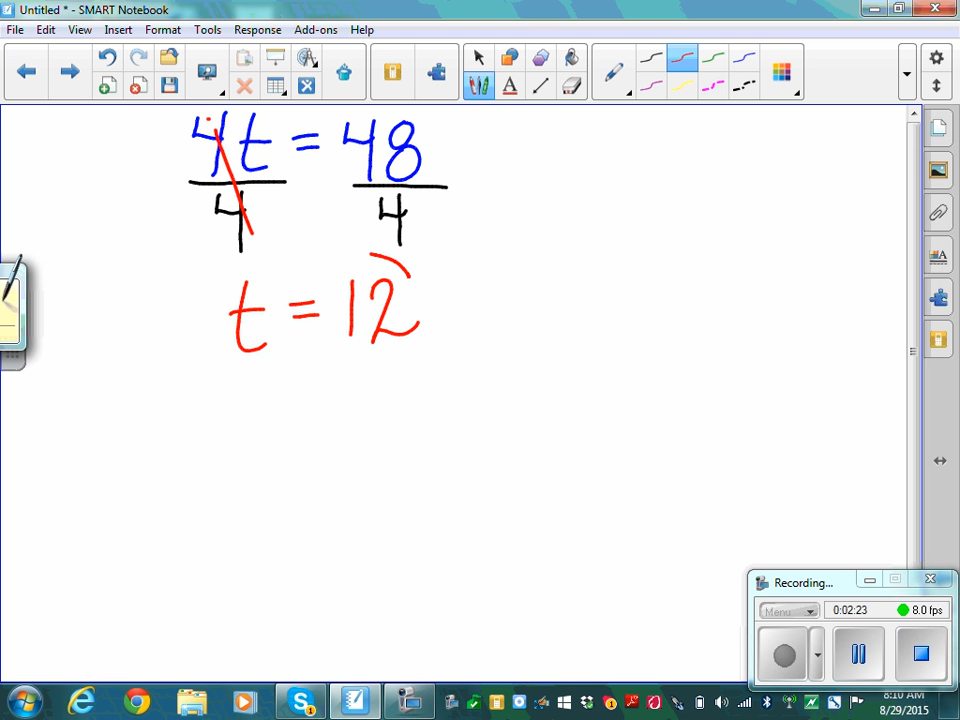 Untitled * - SMART Notebook
File Edit View Insert Format Tools Response Add-ons Help
4t = 48
4 4
t = 12
Recording...
Menu 0:02:23 8.0 fps
8:10 AM
8/29/2015